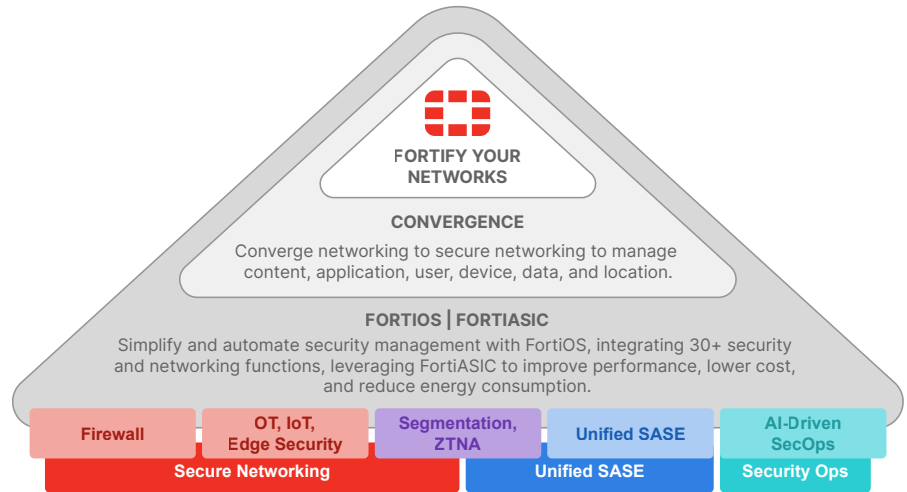 FORTIFY YOUR
NETWORKS
CONVERGENCE
Converge networking to secure networking to manage
content, application, user, device, data, and location.
FORTIOS | FORTIASIC
Simplify and automate security management with FortiOS, integrating 30+ security
and networking functions, leveraging FortiASIC to improve performance, lower cost,
and reduce energy consumption.
Firewall
OT, IoT,
Edge Security
Segmentation,
ZTNA
Unified SASE
AI-Driven
SecOps
Secure Networking
Unified SASE
Security Ops